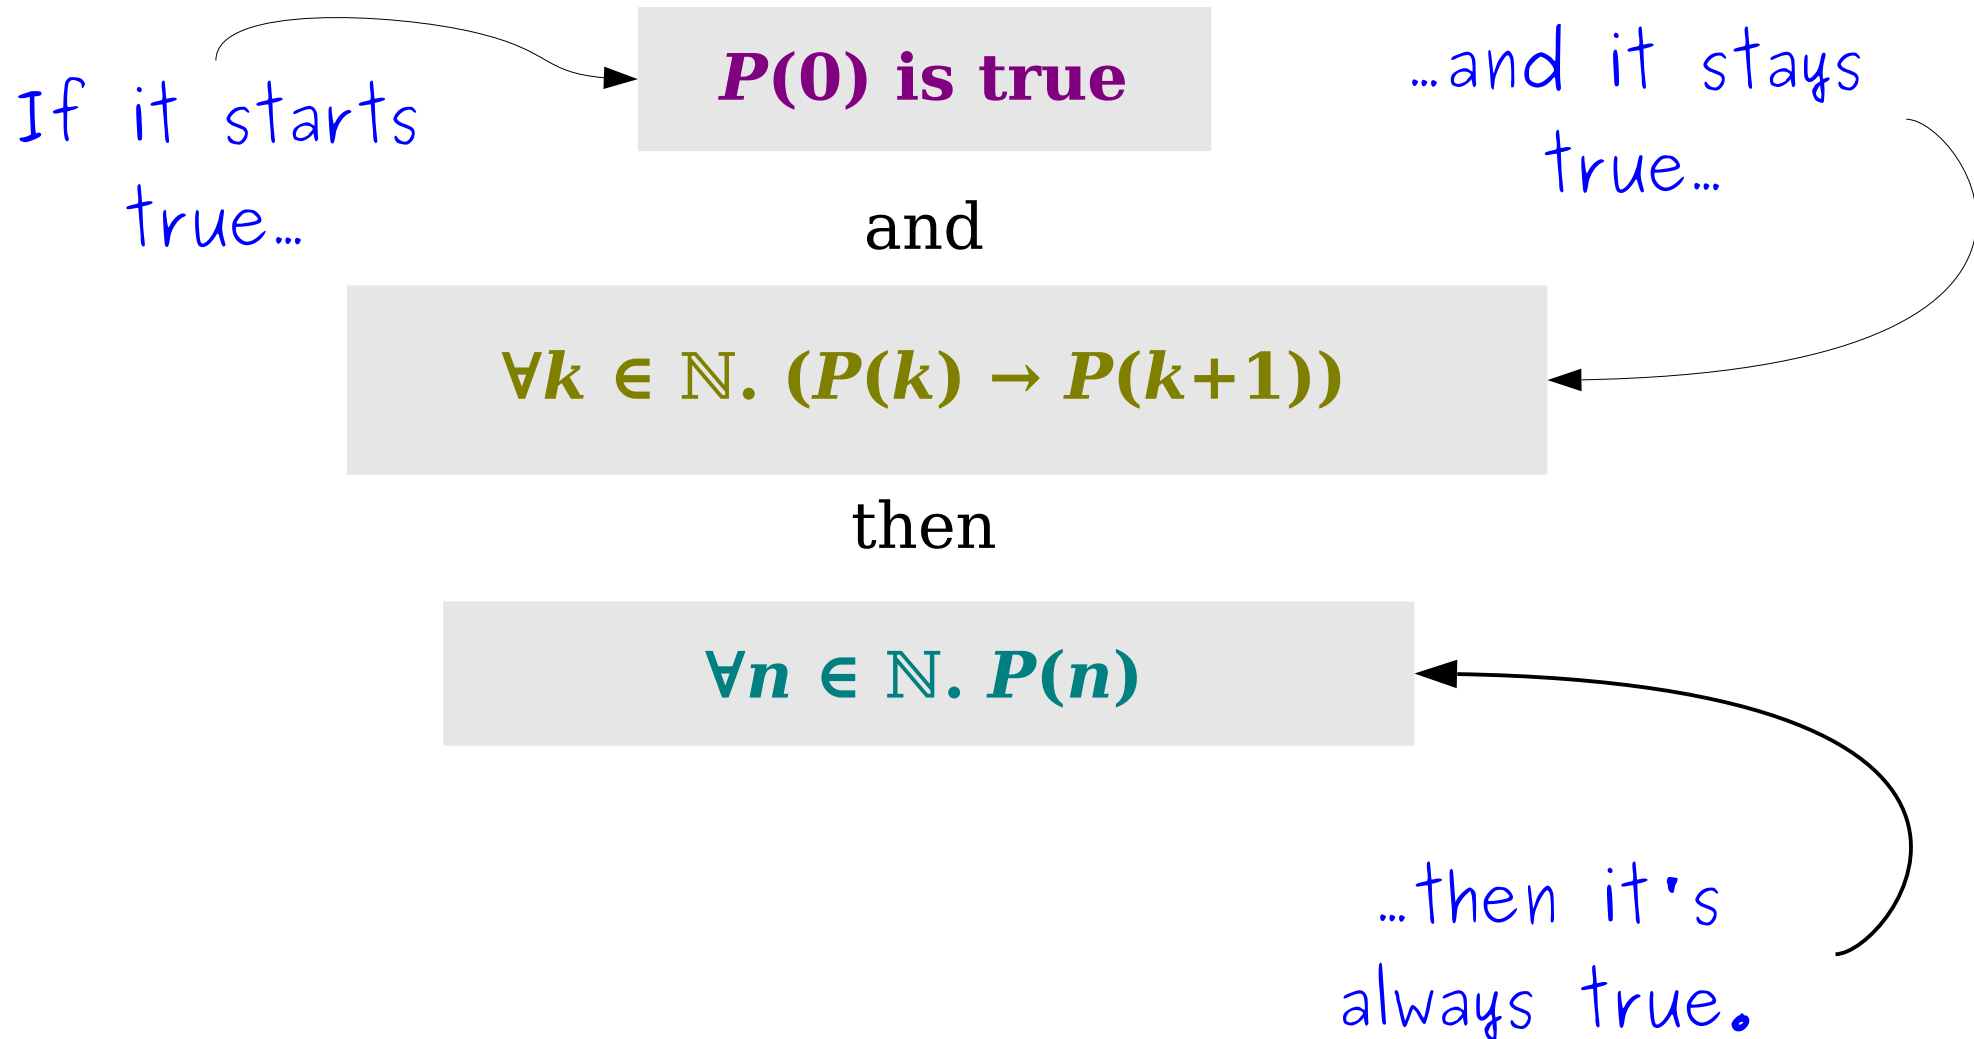 If it starts
true...
P(0) is true
...and it stays
true...
and
∀k ∈ ℕ. (P(k) → P(k+1))
then
∀n ∈ ℕ. P(n)
...then it's
always true.